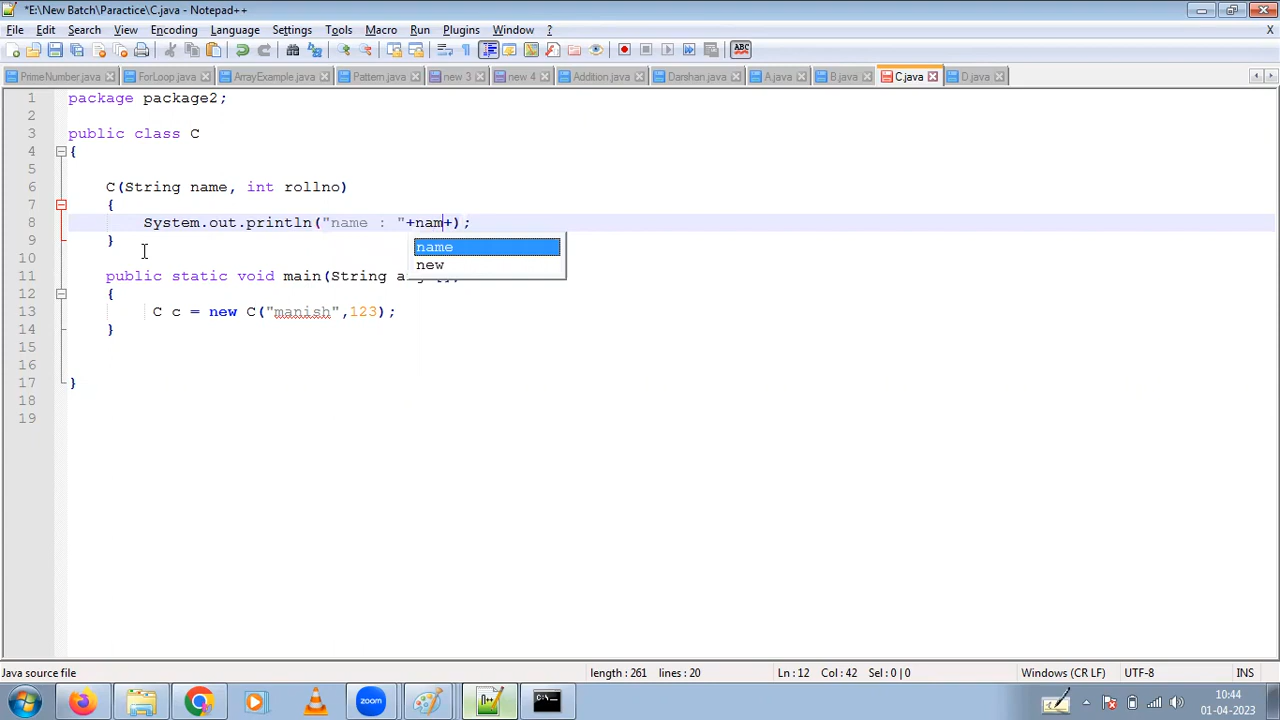 *E:\New Batch\Paractice\C.java - Notepad++
File Edit Search View Encoding Language Settings Tools Macro Run Plugins Window ? X
PrimeNumber.java ForLoop.java ArrayExample.java Pattern.java new 3 new 4 Addition.java Darshan.java A.java B.java C.java D.java
1 package package2;
2
3 public class C
4 {
5
6 C(String name, int rollno)
7 {
8 System.out.println("name : "+nam+);
9 }
name
10
new
11 public static void main(String a
12 {
13 C c = new C("manish",123);
14 }
15
16
17 }
18
19
Java source file length : 261 lines : 20 Ln : 12 Col : 42 Sel : 0 | 0 Windows (CR LF) UTF-8 INS
zoom
10:44
01-04-2023